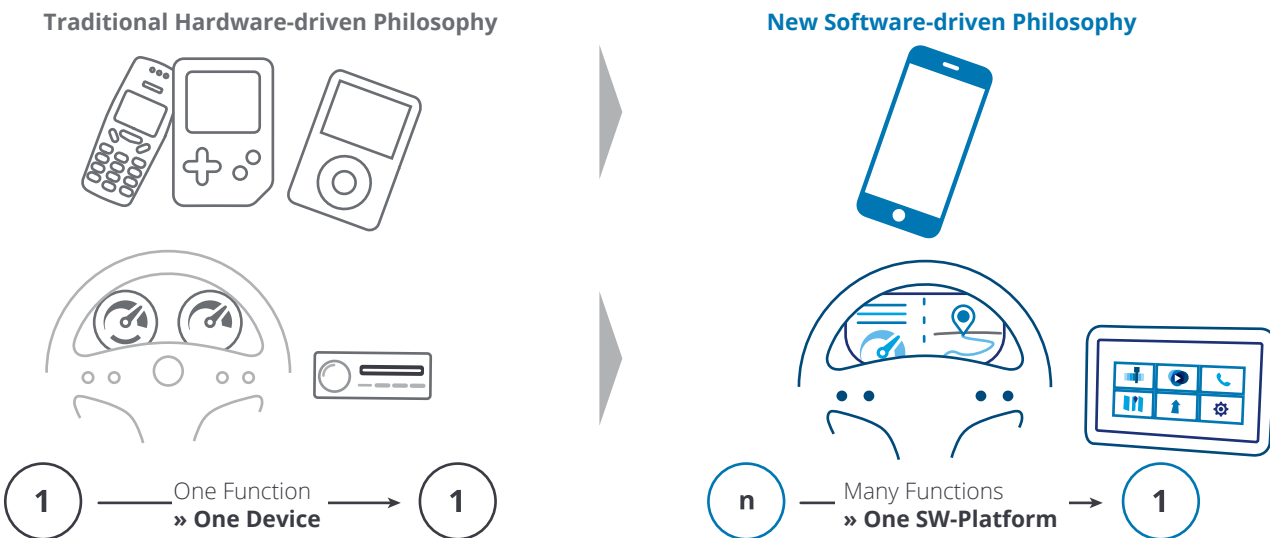 Traditional Hardware-driven Philosophy
New Software-driven Philosophy
1
One Function
» One Device
1
n
Many Functions
» One SW-Platform
1